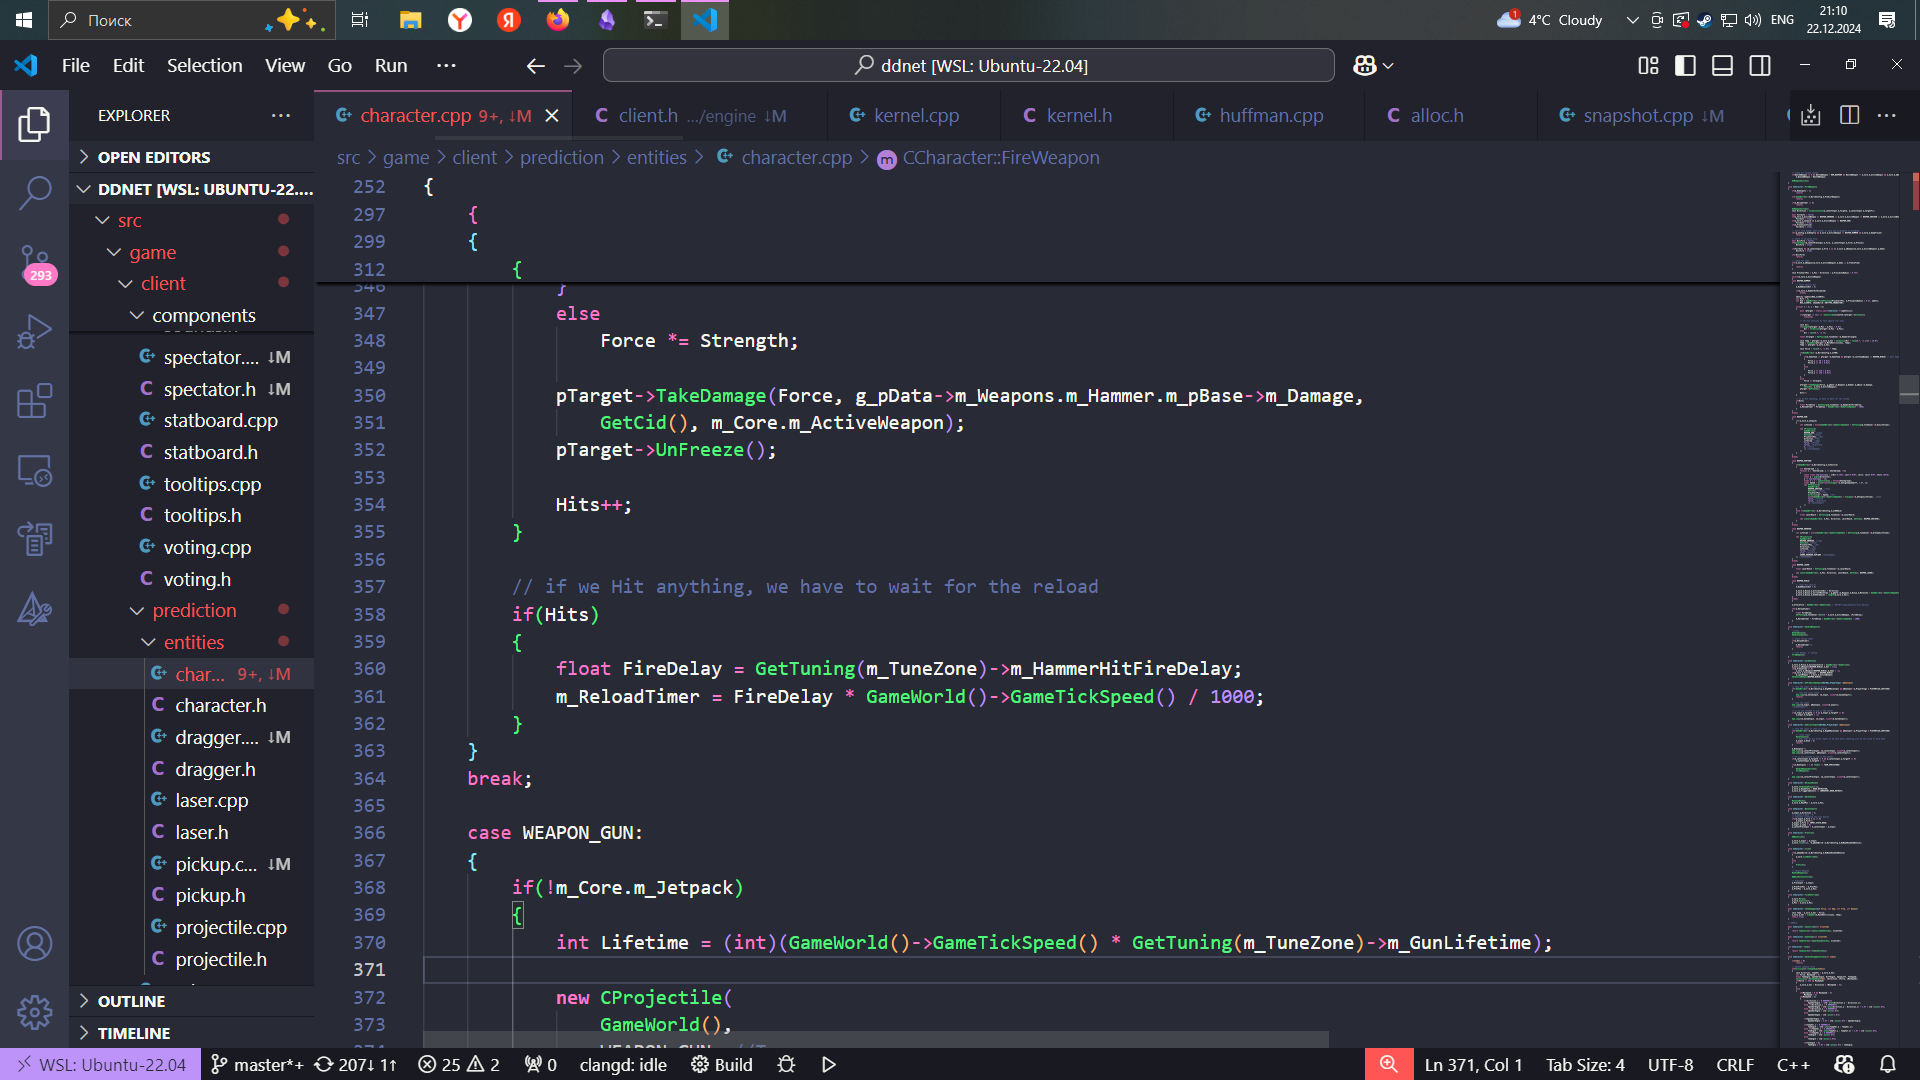 Поиск
4°C Cloudy
ENG
21:10
22.12.2024
File Edit Selection View Go Run ···
ddnet [WSL: Ubuntu-22.04]
EXPLORER
OPEN EDITORS
DDNET [WSL: UBUNTU-22....
src
game
client
components
spectator.... ↓M
spectator.h ↓M
statboard.cpp
statboard.h
tooltips.cpp
tooltips.h
voting.cpp
voting.h
prediction
entities
char... 9+, ↓M
character.h
dragger.... ↓M
dragger.h
laser.cpp
laser.h
pickup.c... ↓M
pickup.h
projectile.cpp
projectile.h
OUTLINE
TIMELINE
293
character.cpp 9+, ↓M
client.h .../engine ↓M
kernel.cpp
kernel.h
huffman.cpp
alloc.h
snapshot.cpp ↓M
src > game > client > prediction > entities > character.cpp > CCharacter::FireWeapon
252 {
297 {
299 {
312 {
346 }
347 else
348 Force *= Strength;
349
350 pTarget->TakeDamage(Force, g_pData->m_Weapons.m_Hammer.m_pBase->m_Damage,
351 GetCid(), m_Core.m_ActiveWeapon);
352 pTarget->UnFreeze();
353
354 Hits++;
355 }
356
357 // if we Hit anything, we have to wait for the reload
358 if(Hits)
359 {
360 float FireDelay = GetTuning(m_TuneZone)->m_HammerHitFireDelay;
361 m_ReloadTimer = FireDelay * GameWorld()->GameTickSpeed() / 1000;
362 }
363 }
364 break;
365
366 case WEAPON_GUN:
367 {
368 if(!m_Core.m_Jetpack)
369 {
370 int Lifetime = (int)(GameWorld()->GameTickSpeed() * GetTuning(m_TuneZone)->m_GunLifetime);
371
372 new CProjectile(
373 GameWorld(),
WSL: Ubuntu-22.04 master*+ 207↓ 1↑ 25 2 0 clangd: idle Build
Ln 371, Col 1 Tab Size: 4 UTF-8 CRLF C++